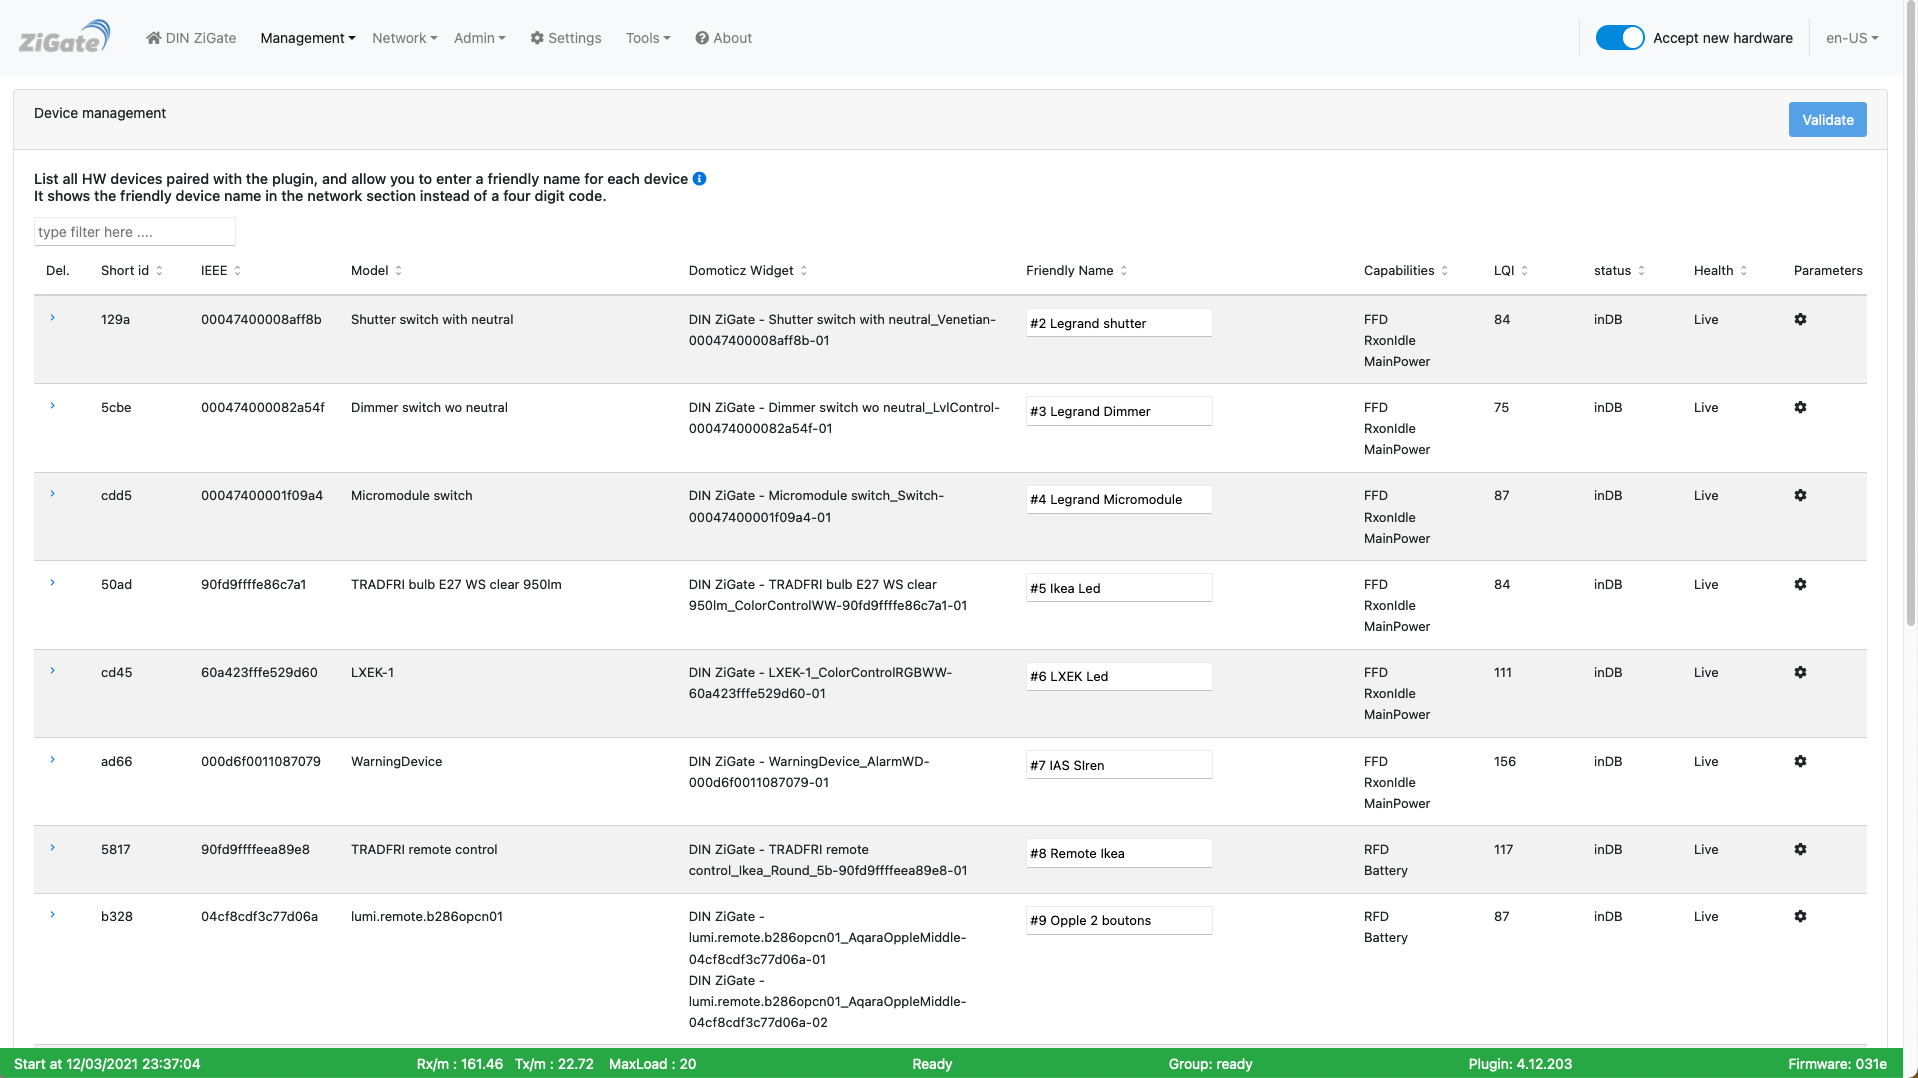 ZiGate DIN ZiGate Management Network Admin Settings Tools About Accept new hardware en-US
Device management Validate
List all HW devices paired with the plugin, and allow you to enter a friendly name for each device
It shows the friendly device name in the network section instead of a four digit code.
type filter here ....
Del. Short id IEEE Model Domoticz Widget Friendly Name Capabilities LQI status Health Parameters
129a 00047400008aff8b Shutter switch with neutral DIN ZiGate - Shutter switch with neutral_Venetian- #2 Legrand shutter FFD 84 inDB Live
00047400008aff8b-01 RxonIdle
MainPower
5cbe 000474000082a54f Dimmer switch wo neutral DIN ZiGate - Dimmer switch wo neutral_LvlControl- #3 Legrand Dimmer FFD 75 inDB Live
000474000082a54f-01 RxonIdle
MainPower
cdd5 00047400001f09a4 Micromodule switch DIN ZiGate - Micromodule switch_Switch- #4 Legrand Micromodule FFD 87 inDB Live
00047400001f09a4-01 RxonIdle
MainPower
50ad 90fd9ffffe86c7a1 TRADFRI bulb E27 WS clear 950lm DIN ZiGate - TRADFRI bulb E27 WS clear #5 Ikea Led FFD 84 inDB Live
950lm_ColorControlWW-90fd9ffffe86c7a1-01 RxonIdle
MainPower
cd45 60a423fffe529d60 LXEK-1 DIN ZiGate - LXEK-1_ColorControlRGBWW- #6 LXEK Led FFD 111 inDB Live
60a423fffe529d60-01 RxonIdle
MainPower
ad66 000d6f0011087079 WarningDevice DIN ZiGate - WarningDevice_AlarmWD- #7 IAS SIren FFD 156 inDB Live
000d6f0011087079-01 RxonIdle
MainPower
5817 90fd9ffffeea89e8 TRADFRI remote control DIN ZiGate - TRADFRI remote #8 Remote Ikea RFD 117 inDB Live
control_Ikea_Round_5b-90fd9ffffeea89e8-01 Battery
b328 04cf8cdf3c77d06a lumi.remote.b286opcn01 DIN ZiGate - #9 Opple 2 boutons RFD 87 inDB Live
lumi.remote.b286opcn01_AqaraOppleMiddle- Battery
04cf8cdf3c77d06a-01
DIN ZiGate -
lumi.remote.b286opcn01_AqaraOppleMiddle-
04cf8cdf3c77d06a-02
Start at 12/03/2021 23:37:04 Rx/m : 161.46 Tx/m : 22.72 MaxLoad : 20 Ready Group: ready Plugin: 4.12.203 Firmware: 031e